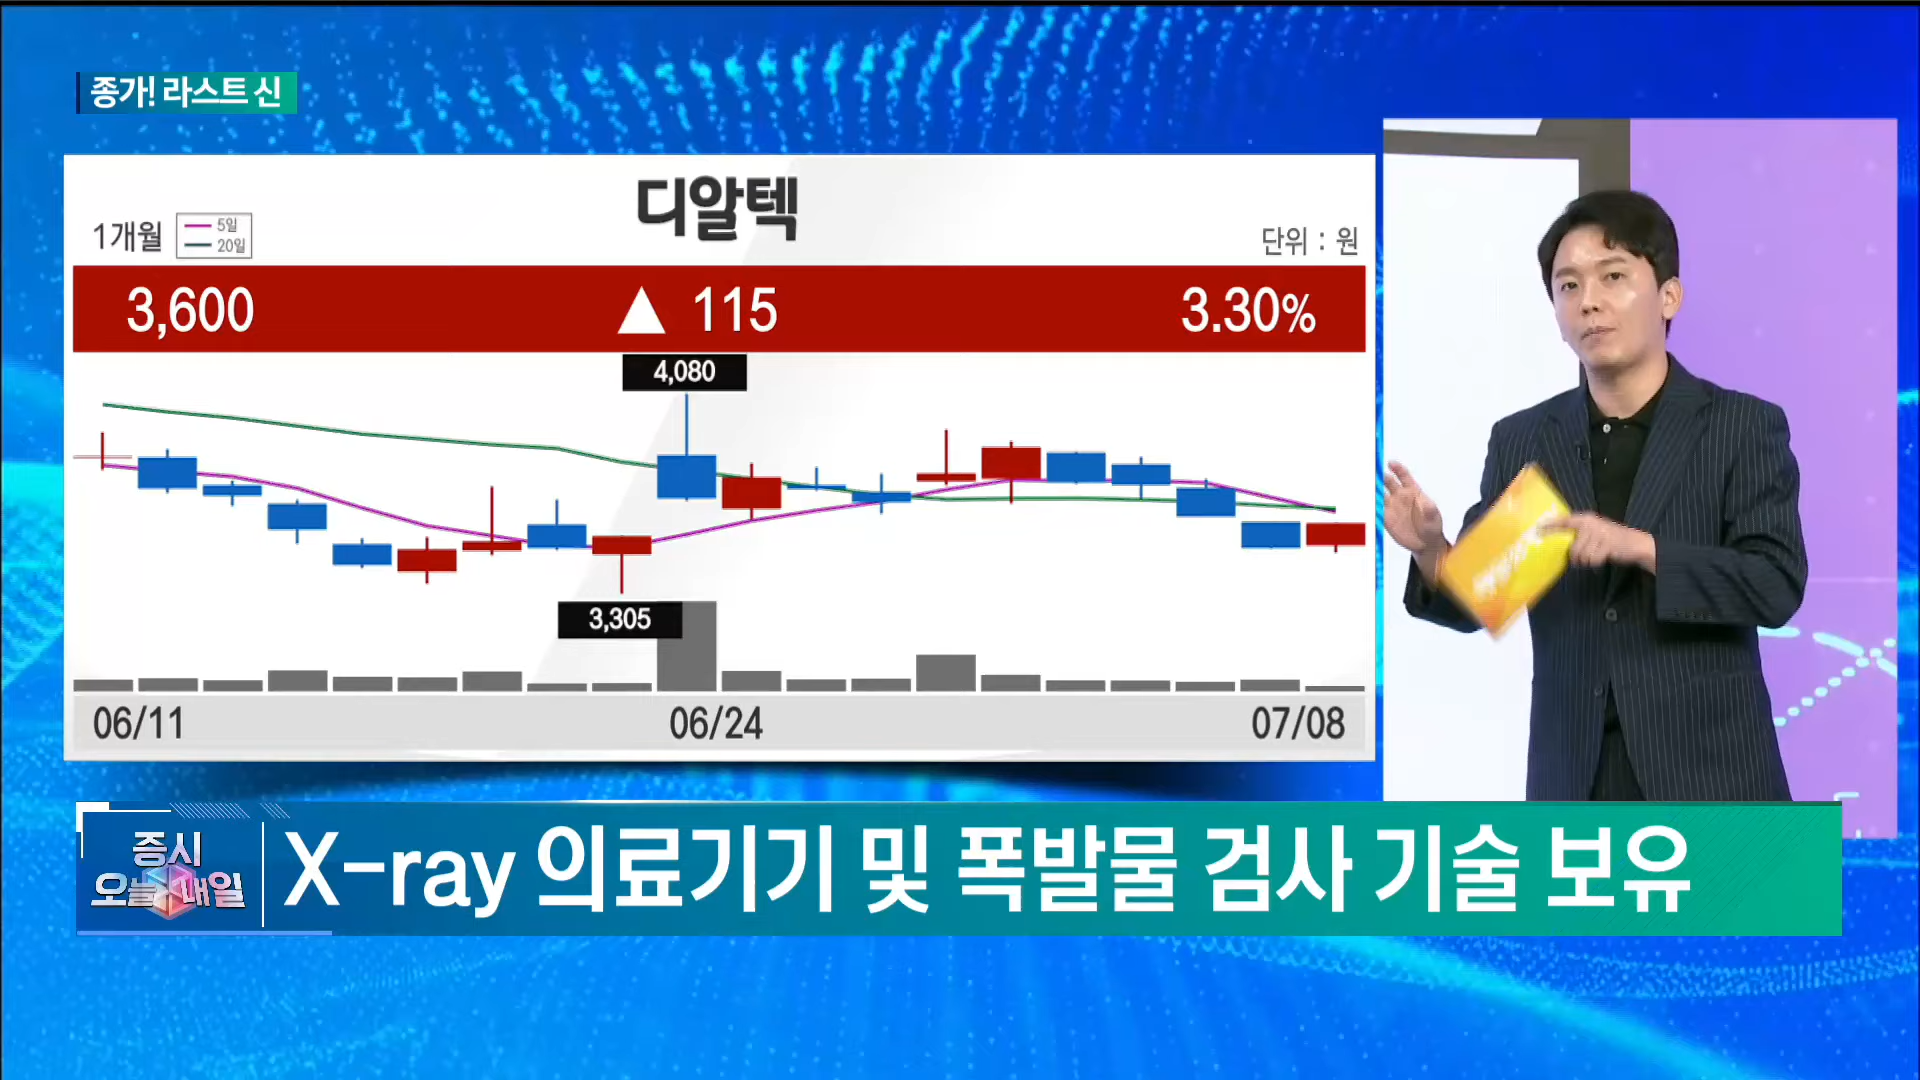 종가! 라스트 신
디알텍
1개월
5일
20일
단위 : 원
3,600 ▲ 115 3.30%
4,080
3,305
06/11 06/24 07/08
증시
오늘 내일
X-ray 의료기기 및 폭발물 검사 기술 보유